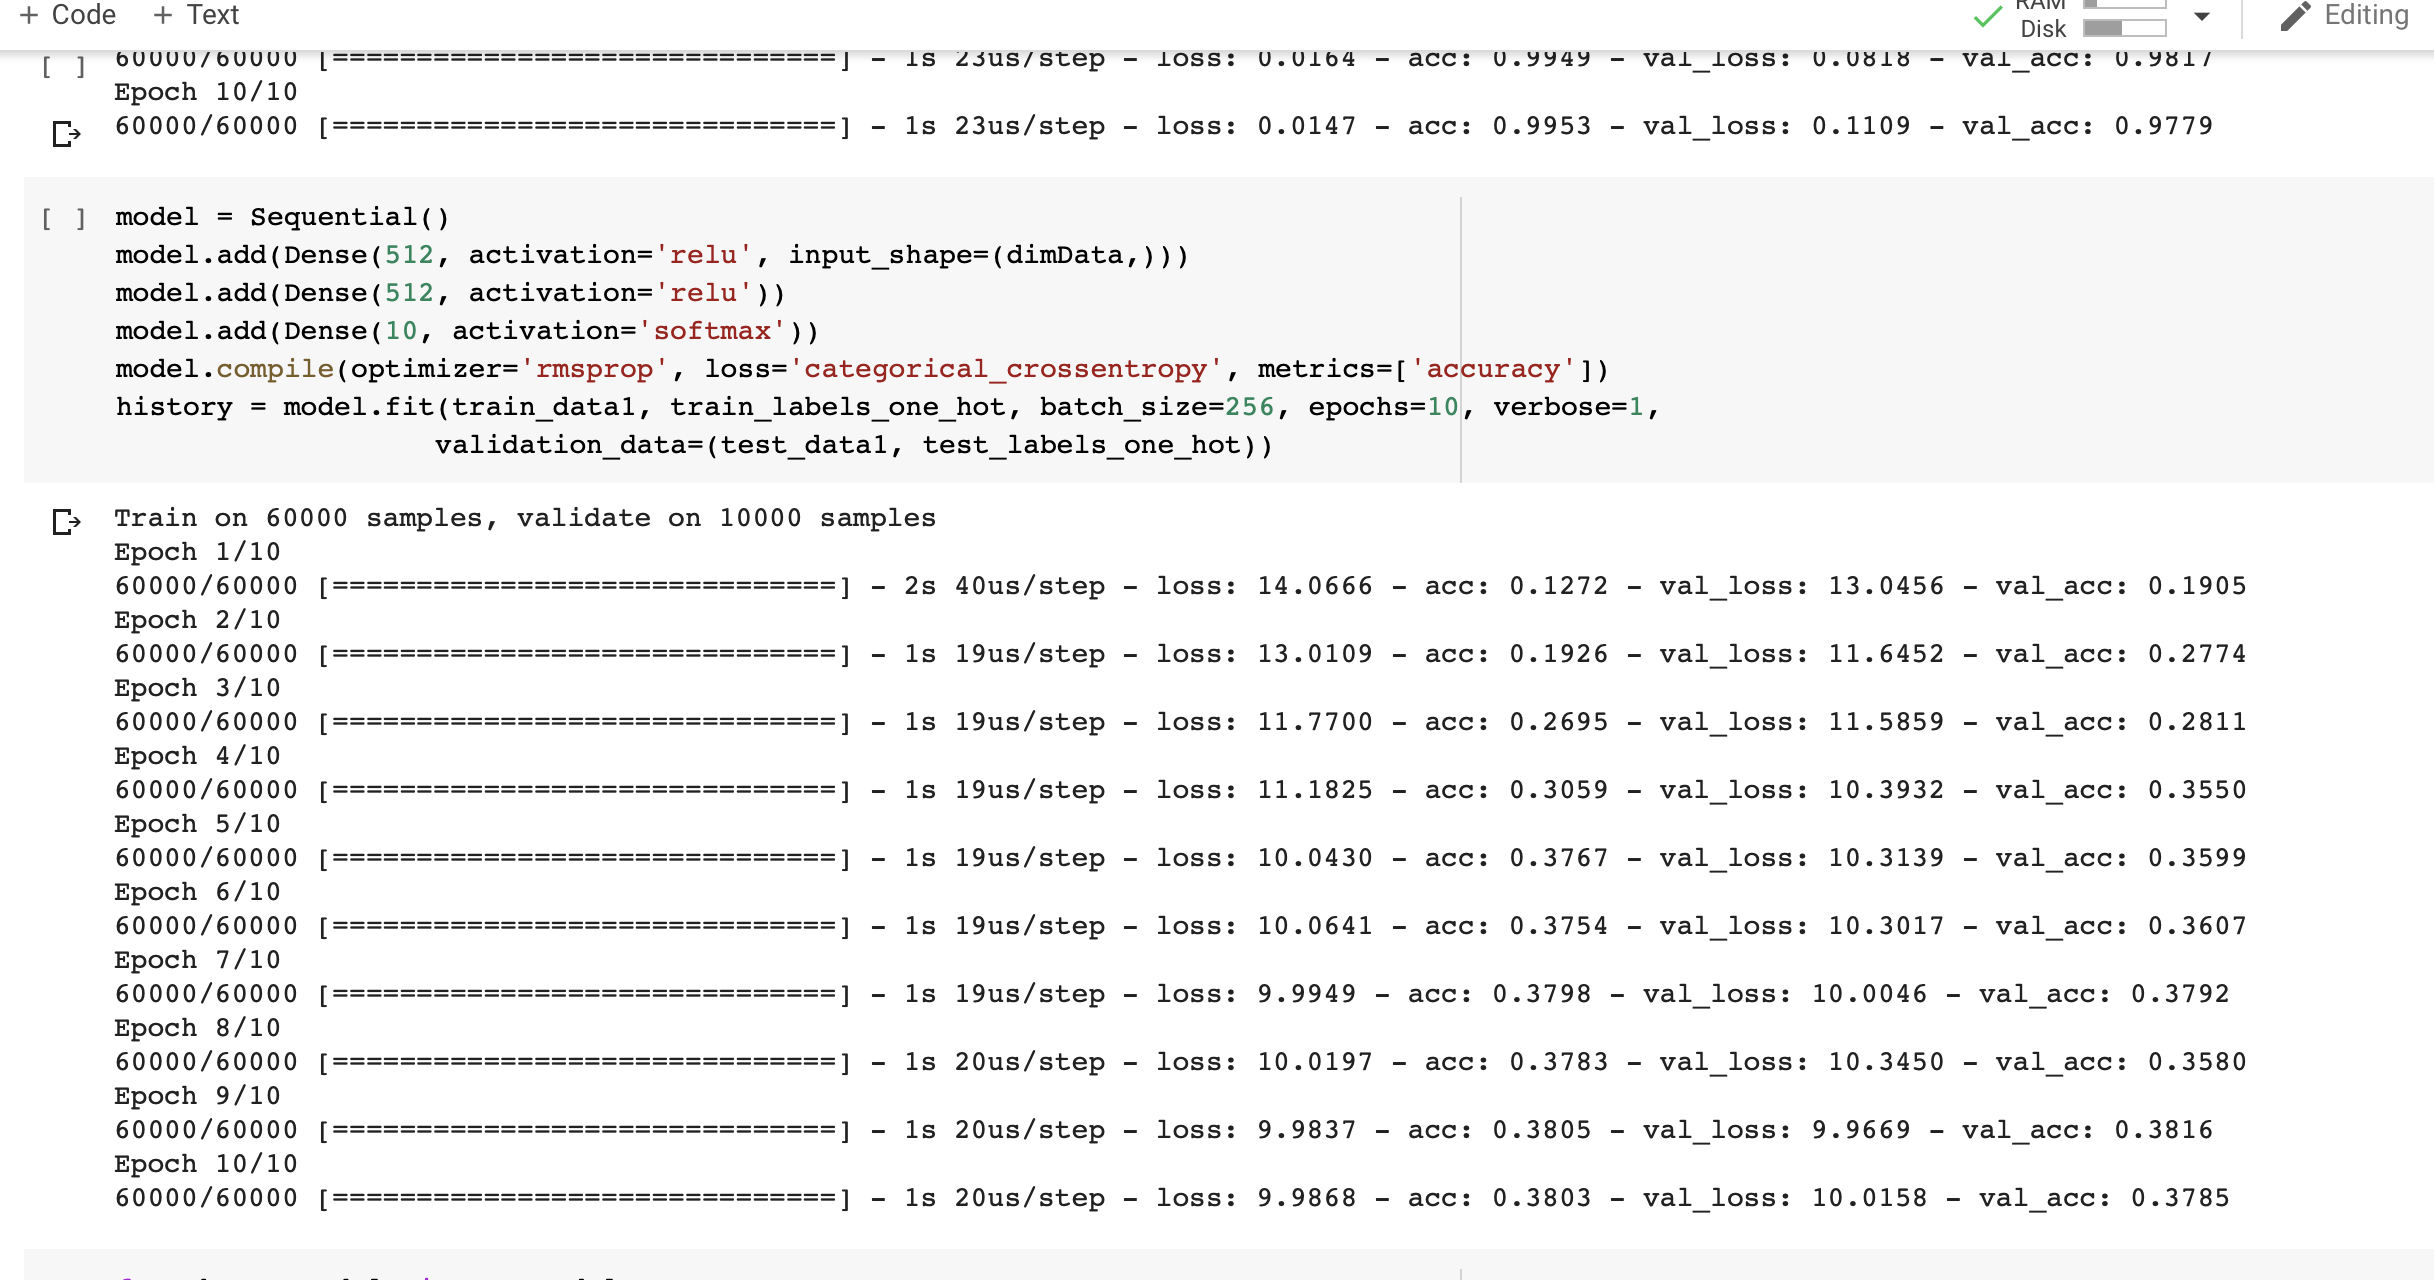 + Code + Text
RAM
Disk
Editing
[ ] 60000/60000 [==============================] - 1s 23us/step - loss: 0.0164 - acc: 0.9949 - val_loss: 0.0818 - val_acc: 0.9817
Epoch 10/10
60000/60000 [==============================] - 1s 23us/step - loss: 0.0147 - acc: 0.9953 - val_loss: 0.1109 - val_acc: 0.9779
[ ] model = Sequential()
model.add(Dense(512, activation='relu', input_shape=(dimData,)))
model.add(Dense(512, activation='relu'))
model.add(Dense(10, activation='softmax'))
model.compile(optimizer='rmsprop', loss='categorical_crossentropy', metrics=['accuracy'])
history = model.fit(train_data1, train_labels_one_hot, batch_size=256, epochs=10, verbose=1,
validation_data=(test_data1, test_labels_one_hot))
Train on 60000 samples, validate on 10000 samples
Epoch 1/10
60000/60000 [==============================] - 2s 40us/step - loss: 14.0666 - acc: 0.1272 - val_loss: 13.0456 - val_acc: 0.1905
Epoch 2/10
60000/60000 [==============================] - 1s 19us/step - loss: 13.0109 - acc: 0.1926 - val_loss: 11.6452 - val_acc: 0.2774
Epoch 3/10
60000/60000 [==============================] - 1s 19us/step - loss: 11.7700 - acc: 0.2695 - val_loss: 11.5859 - val_acc: 0.2811
Epoch 4/10
60000/60000 [==============================] - 1s 19us/step - loss: 11.1825 - acc: 0.3059 - val_loss: 10.3932 - val_acc: 0.3550
Epoch 5/10
60000/60000 [==============================] - 1s 19us/step - loss: 10.0430 - acc: 0.3767 - val_loss: 10.3139 - val_acc: 0.3599
Epoch 6/10
60000/60000 [==============================] - 1s 19us/step - loss: 10.0641 - acc: 0.3754 - val_loss: 10.3017 - val_acc: 0.3607
Epoch 7/10
60000/60000 [==============================] - 1s 19us/step - loss: 9.9949 - acc: 0.3798 - val_loss: 10.0046 - val_acc: 0.3792
Epoch 8/10
60000/60000 [==============================] - 1s 20us/step - loss: 10.0197 - acc: 0.3783 - val_loss: 10.3450 - val_acc: 0.3580
Epoch 9/10
60000/60000 [==============================] - 1s 20us/step - loss: 9.9837 - acc: 0.3805 - val_loss: 9.9669 - val_acc: 0.3816
Epoch 10/10
60000/60000 [==============================] - 1s 20us/step - loss: 9.9868 - acc: 0.3803 - val_loss: 10.0158 - val_acc: 0.3785